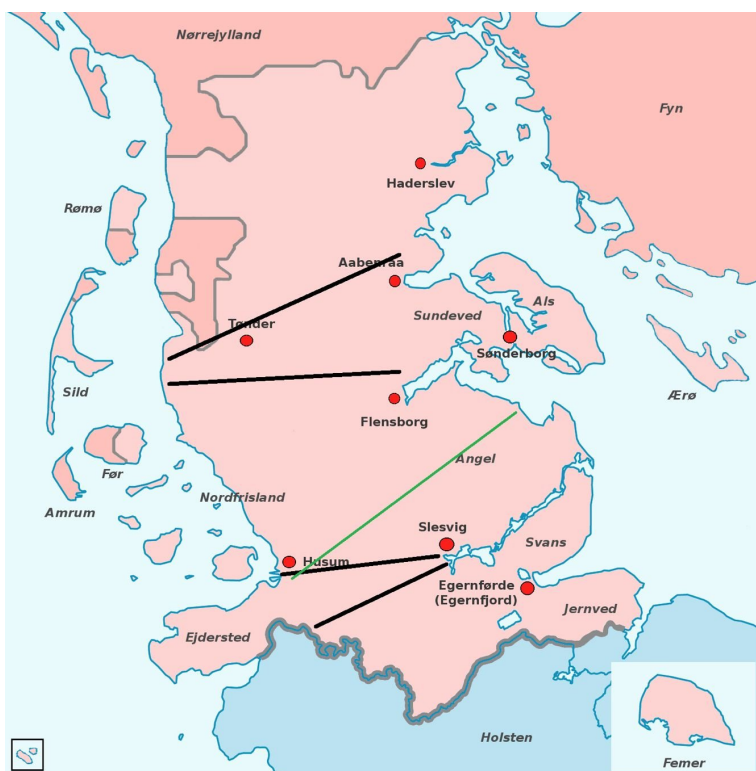 Nørrejylland
Fyn
Haderslev
Rømø
Aabenraa
Als
Sundeved
Tønder
Sønderborg
Sild
Ærø
Flensborg
Angel
Før
Nordfrisland
Amrum
Slesvig
Svans
Husum
Egernførde
(Egernfjord)
Jernved
Ejdersted
Holsten
Femer